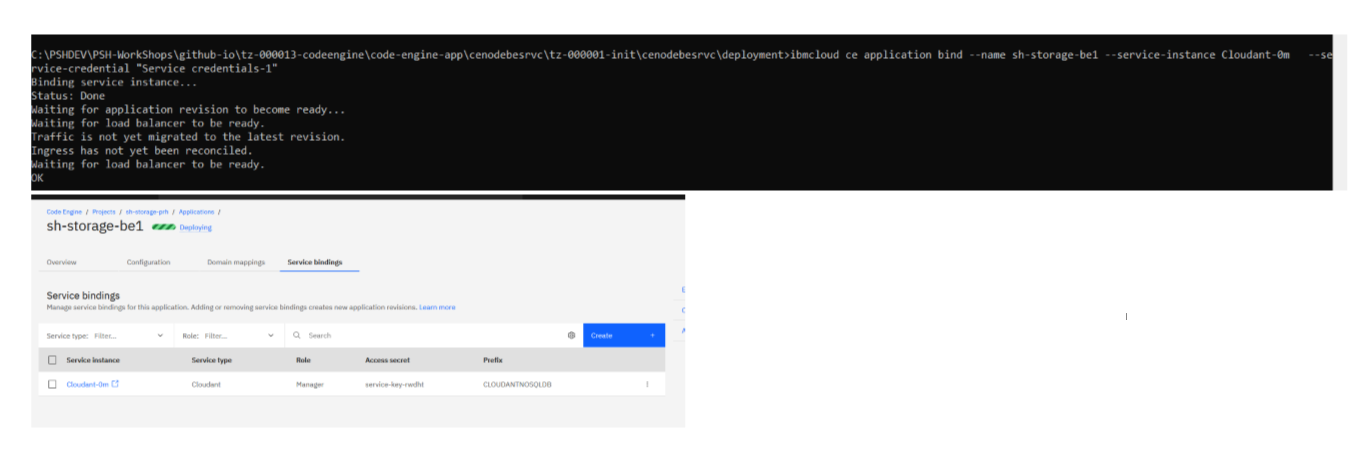 C:\PSHDEV\PSH-WorkShops\github-io\tz-000013-codeengine\code-engine-app\cenodebesrvc\tz-000001-init\cenodebesrvc\deployment>ibmcloud ce application bind --name sh-storage-be1 --service-instance Cloudant-0m   --se
rvice-credential "Service credentials-1"
Binding service instance...
Status: Done
Waiting for application revision to become ready...
Waiting for load balancer to be ready.
Traffic is not yet migrated to the latest revision.
Ingress has not yet been reconciled.
Waiting for load balancer to be ready.
OK
Code Engine / Projects / sh-storage-prh / Applications /
sh-storage-be1 Deploying
Overview Configuration Domain mappings Service bindings
Service bindings
Manage service bindings for this application. Adding or removing service bindings creates new application revisions. Learn more
Service type: Filter... Role: Filter... Search Create +
Service instance Service type Role Access secret Prefix
Cloudant-0m Cloudant Manager service-key-rwdht CLOUDANTNOSQLDB